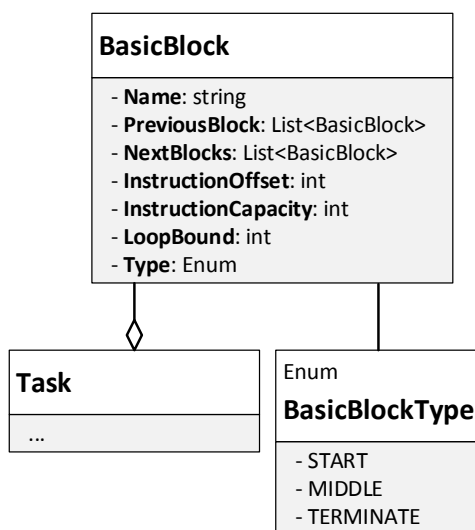 BasicBlock
- Name: string
- PreviousBlock: List<BasicBlock>
- NextBlocks: List<BasicBlock>
- InstructionOffset: int
- InstructionCapacity: int
- LoopBound: int
- Type: Enum
Task
...
Enum
BasicBlockType
- START
- MIDDLE
- TERMINATE